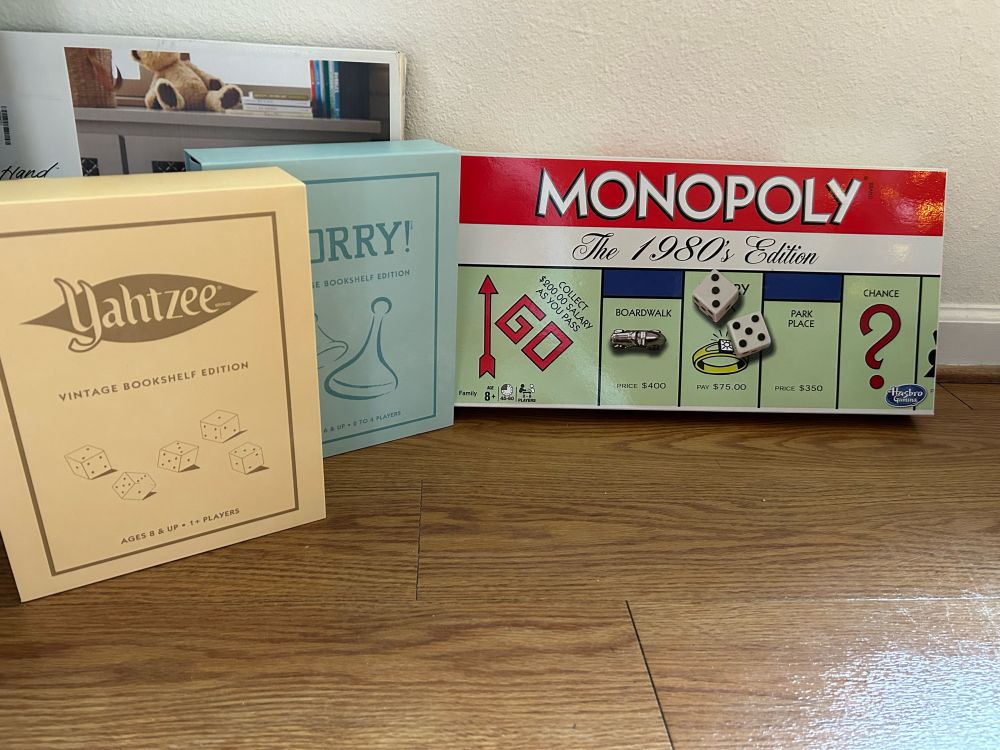 Hand
Yahtzee
VINTAGE BOOKSHELF EDITION
AGES 8 & UP • 1+ PLAYERS
ORRY!
BOOKSHELF EDITION
& UP • 2 TO 4 PLAYERS
MONOPOLY
The 1980's Edition
COLLECT
$200.00 SALARY
AS YOU PASS
GO
Family
AGE
8+
PLAYERS
BOARDWALK
PRICE $400
PAY $75.00
PARK
PLACE
PRICE $350
CHANCE
?
Hasbro
Gaming